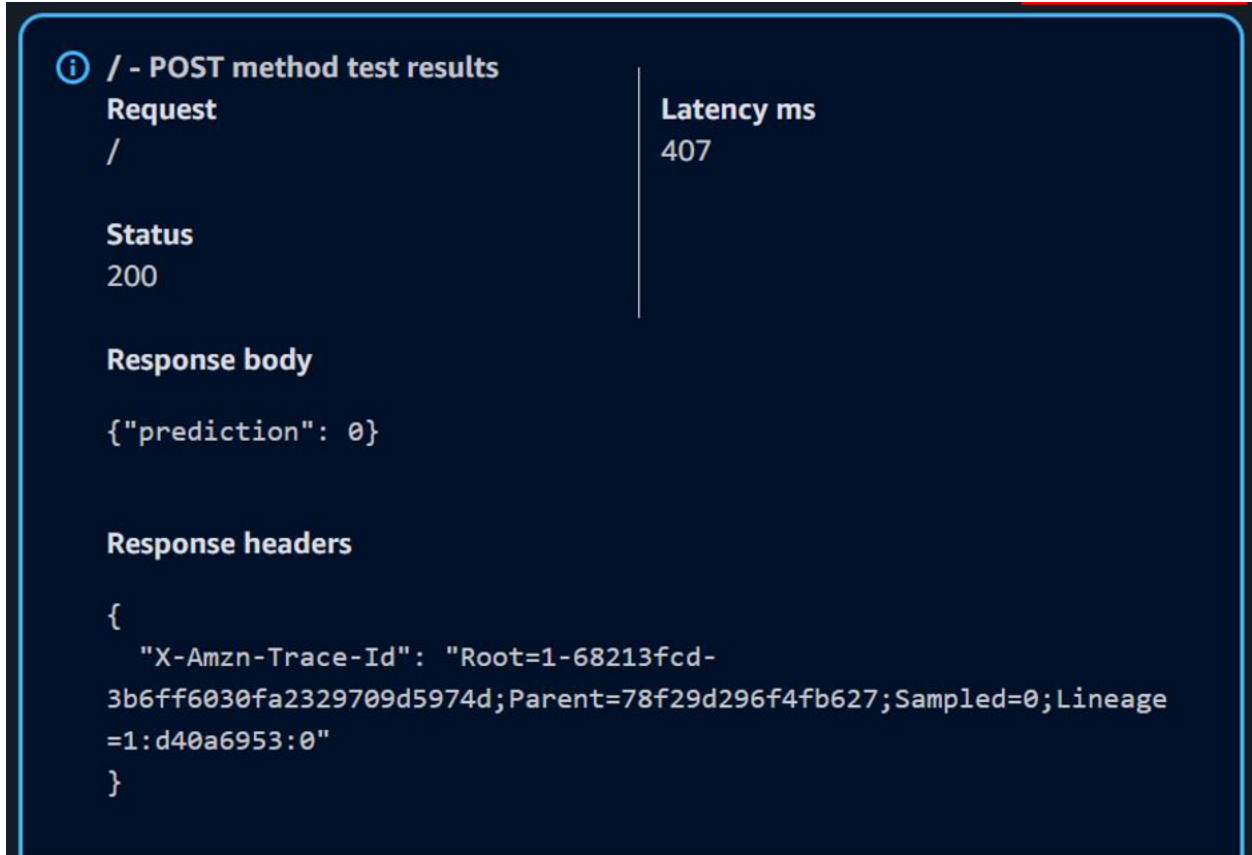 / - POST method test results
Request
/
Latency ms
407
Status
200
Response body
{"prediction": 0}
Response headers
{
"X-Amzn-Trace-Id": "Root=1-68213fcd-
3b6ff6030fa2329709d5974d;Parent=78f29d296f4fb627;Sampled=0;Lineage
=1:d40a6953:0"
}